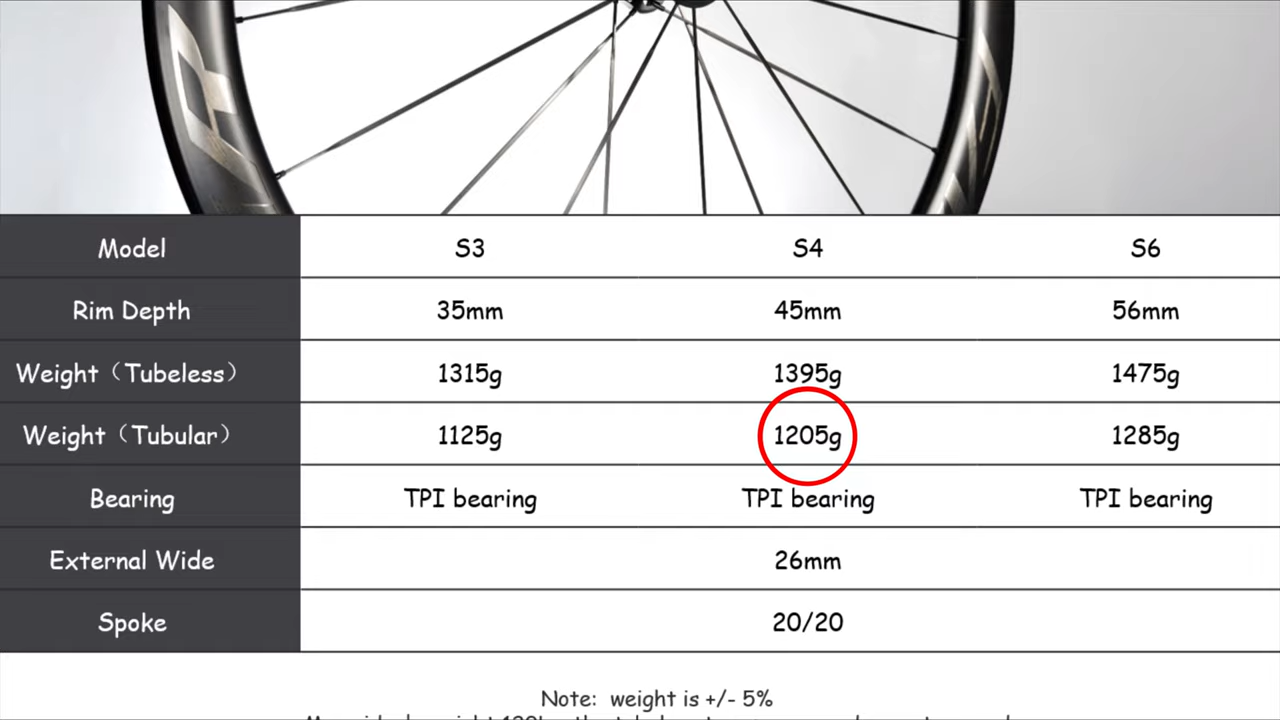 Model S3 S4 S6
Rim Depth 35mm 45mm 56mm
Weight（Tubeless） 1315g 1395g 1475g
Weight（Tubular） 1125g 1205g 1285g
Bearing TPI bearing TPI bearing TPI bearing
External Wide 26mm
Spoke 20/20
Note: weight is +/- 5%